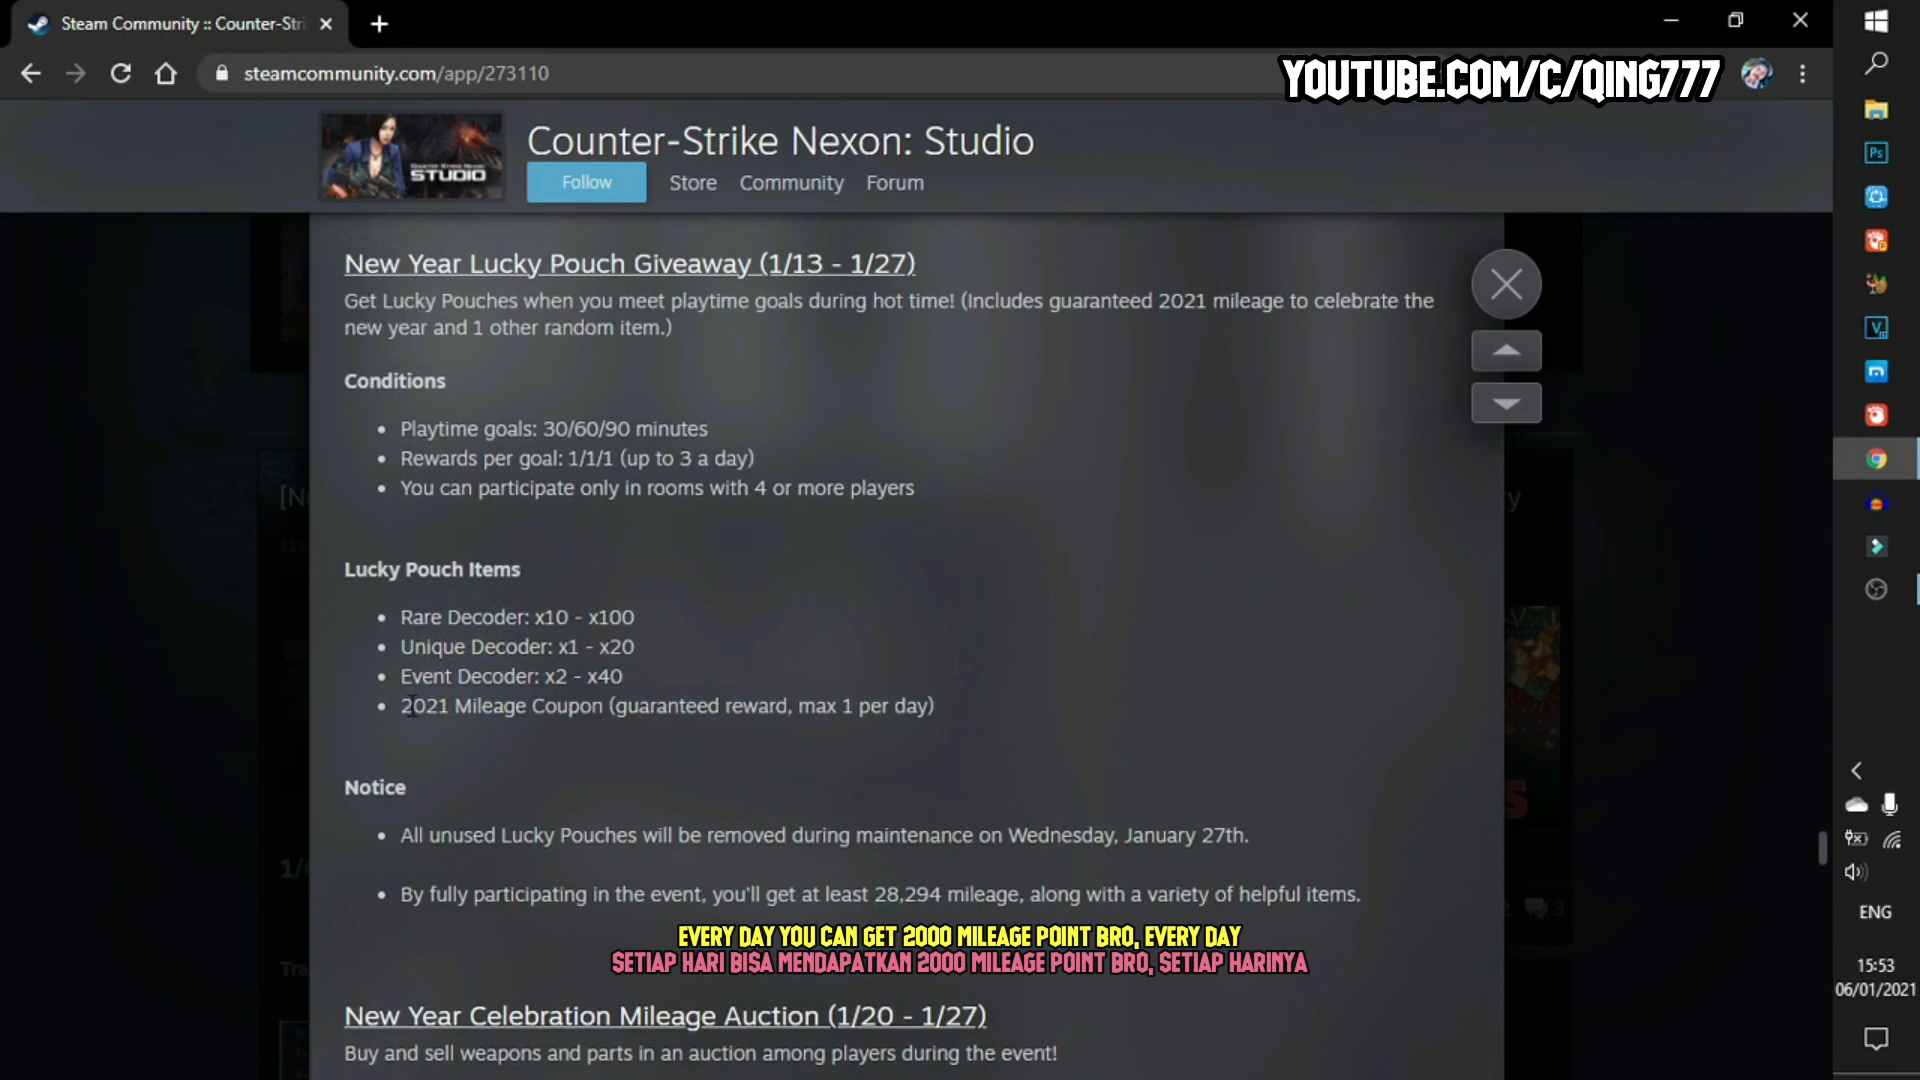 Steam Community :: Counter-Stri
steamcommunity.com/app/273110
YOUTUBE.COM/C/QING777
STUDIO
Counter-Strike Nexon: Studio
Follow Store Community Forum
New Year Lucky Pouch Giveaway (1/13 - 1/27)
Get Lucky Pouches when you meet playtime goals during hot time! (Includes guaranteed 2021 mileage to celebrate the
new year and 1 other random item.)
Conditions
• Playtime goals: 30/60/90 minutes
• Rewards per goal: 1/1/1 (up to 3 a day)
• You can participate only in rooms with 4 or more players
Lucky Pouch Items
• Rare Decoder: x10 - x100
• Unique Decoder: x1 - x20
• Event Decoder: x2 - x40
• 2021 Mileage Coupon (guaranteed reward, max 1 per day)
Notice
• All unused Lucky Pouches will be removed during maintenance on Wednesday, January 27th.
• By fully participating in the event, you'll get at least 28,294 mileage, along with a variety of helpful items.
EVERY DAY YOU CAN GET 2000 MILEAGE POINT BRO, EVERY DAY
SETIAP HARI BISA MENDAPATKAN 2000 MILEAGE POINT BRO, SETIAP HARINYA
New Year Celebration Mileage Auction (1/20 - 1/27)
Buy and sell weapons and parts in an auction among players during the event!
Ps
ENG
15:53
06/01/2021